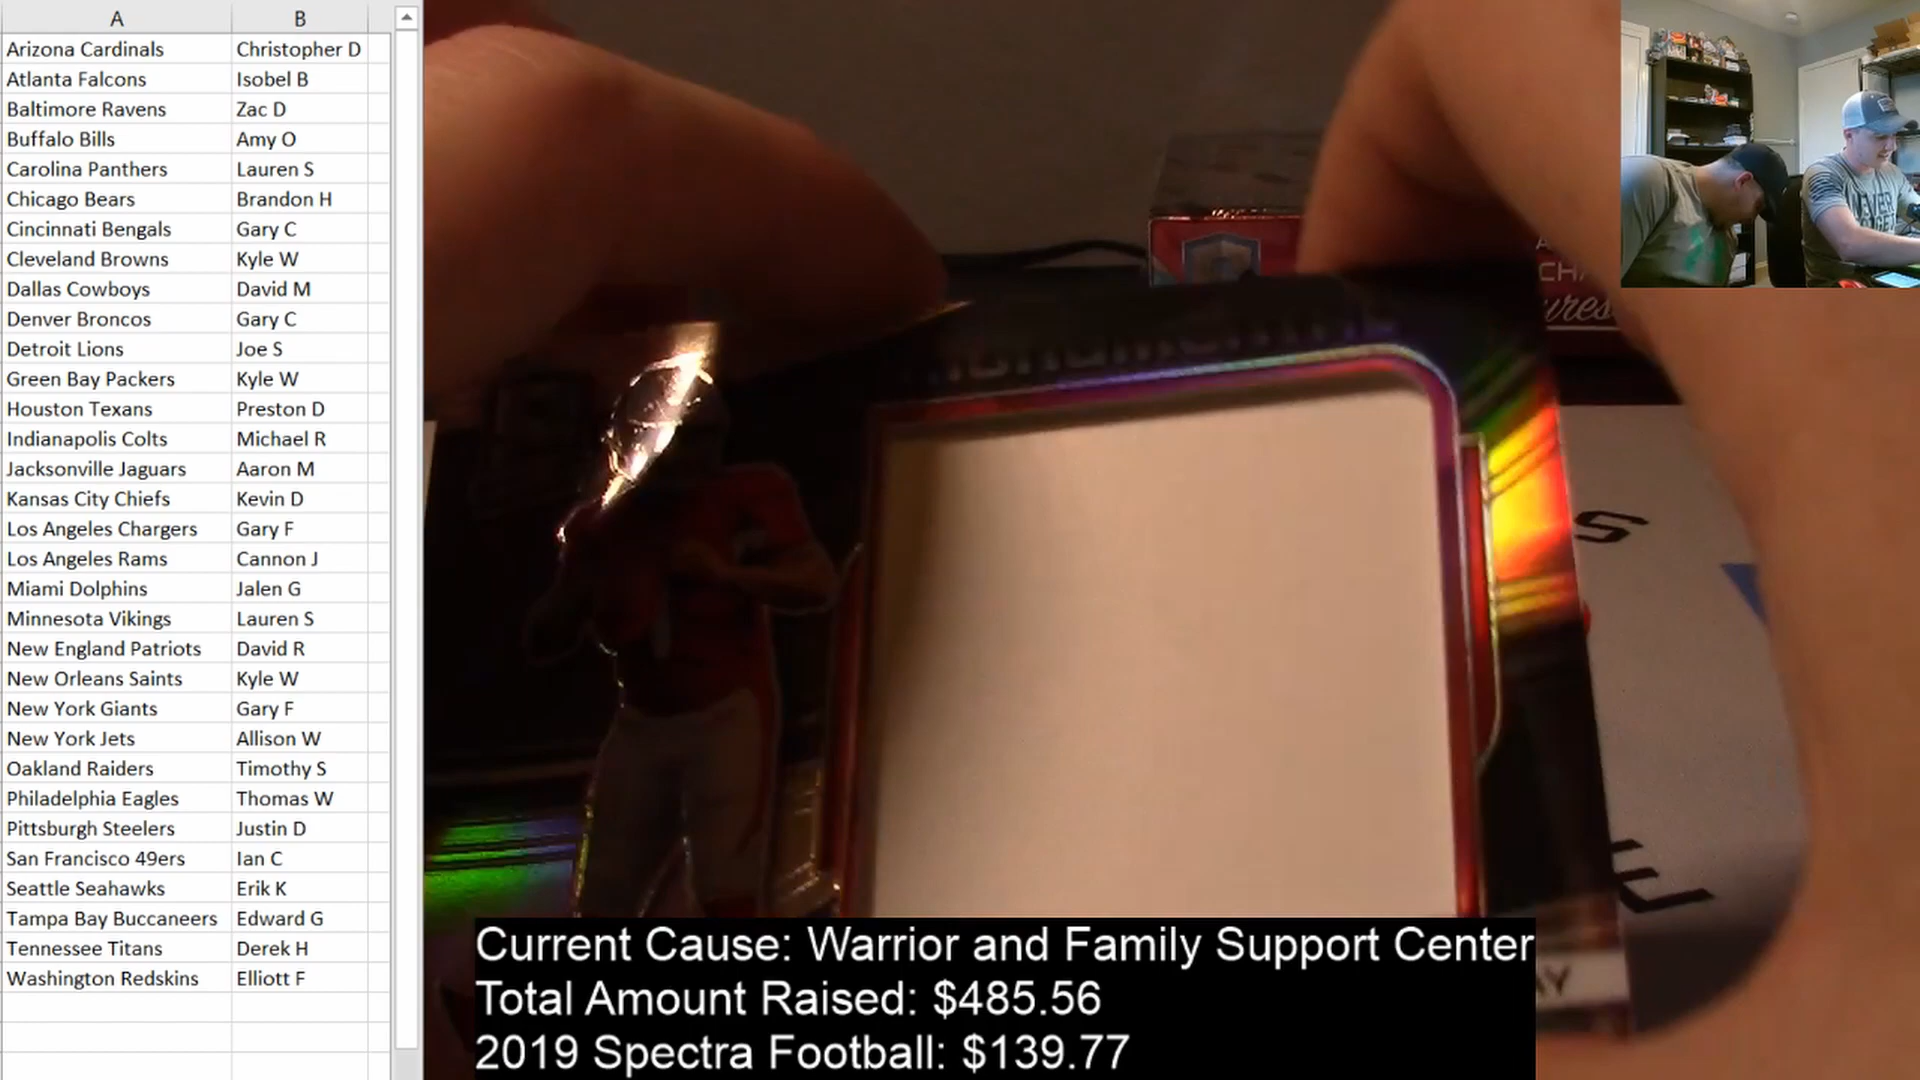 A B
Arizona Cardinals Christopher D
Atlanta Falcons Isobel B
Baltimore Ravens Zac D
Buffalo Bills Amy O
Carolina Panthers Lauren S
Chicago Bears Brandon H
Cincinnati Bengals Gary C
Cleveland Browns Kyle W
Dallas Cowboys David M
Denver Broncos Gary C
Detroit Lions Joe S
Green Bay Packers Kyle W
Houston Texans Preston D
Indianapolis Colts Michael R
Jacksonville Jaguars Aaron M
Kansas City Chiefs Kevin D
Los Angeles Chargers Gary F
Los Angeles Rams Cannon J
Miami Dolphins Jalen G
Minnesota Vikings Lauren S
New England Patriots David R
New Orleans Saints Kyle W
New York Giants Gary F
New York Jets Allison W
Oakland Raiders Timothy S
Philadelphia Eagles Thomas W
Pittsburgh Steelers Justin D
San Francisco 49ers Ian C
Seattle Seahawks Erik K
Tampa Bay Buccaneers Edward G
Tennessee Titans Derek H
Washington Redskins Elliott F
Current Cause: Warrior and Family Support Center
Total Amount Raised: $485.56
2019 Spectra Football: $139.77